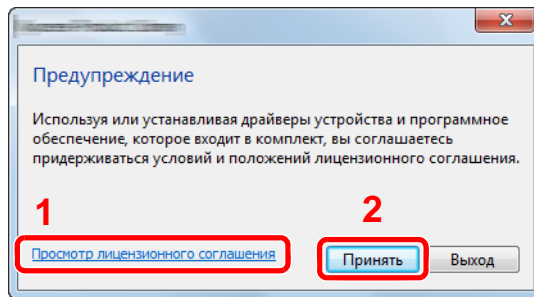 Предупреждение
Используя или устанавливая драйверы устройства и программное
обеспечение, которое входит в комплект, вы соглашаетесь
придерживаться условий и положений лицензионного соглашения.
1
2
Просмотр лицензионного соглашения
Принять
Выход